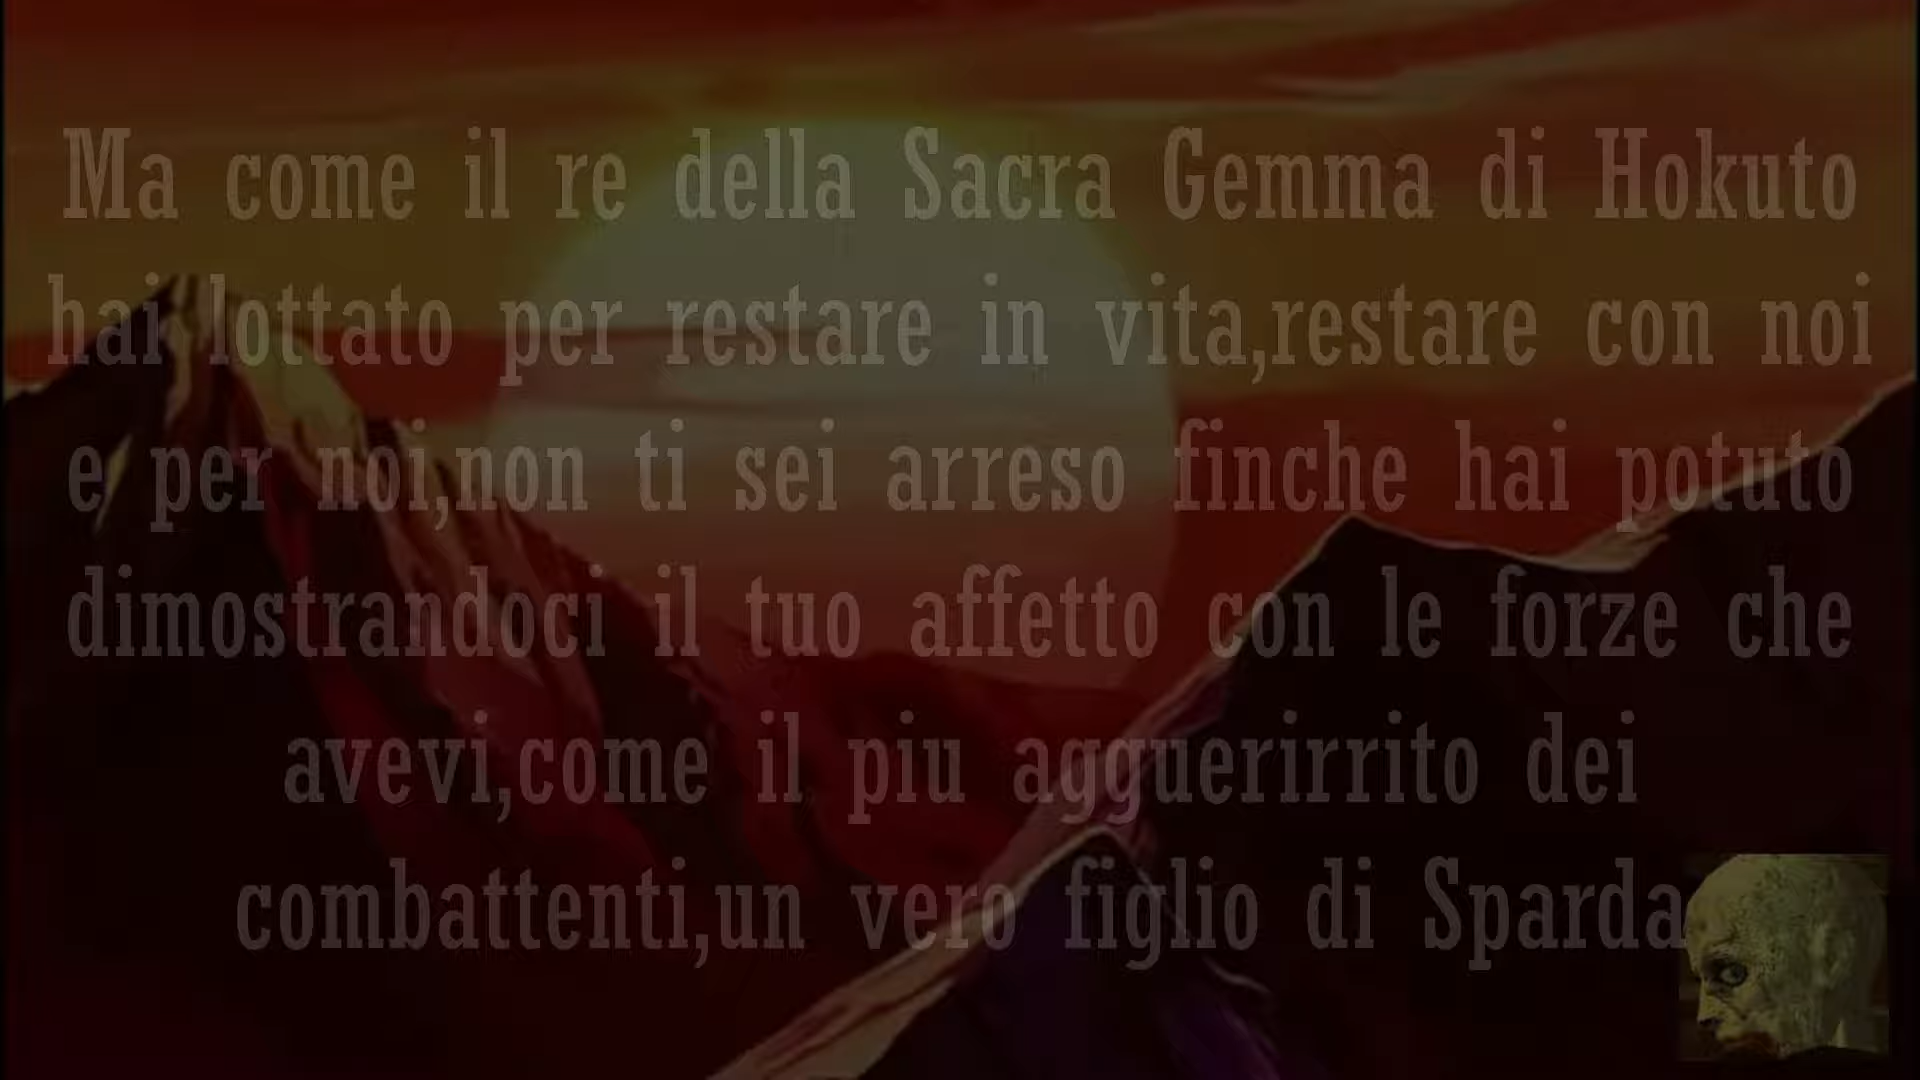 Ma come il re della Sacra Gemma di Hokuto
hai lottato per restare in vita,restare con noi
e per noi,non ti sei arreso finche hai potuto
dimostrandoci il tuo affetto con le forze che
avevi,come il piu agguerirrito dei
combattenti,un vero figlio di Sparda